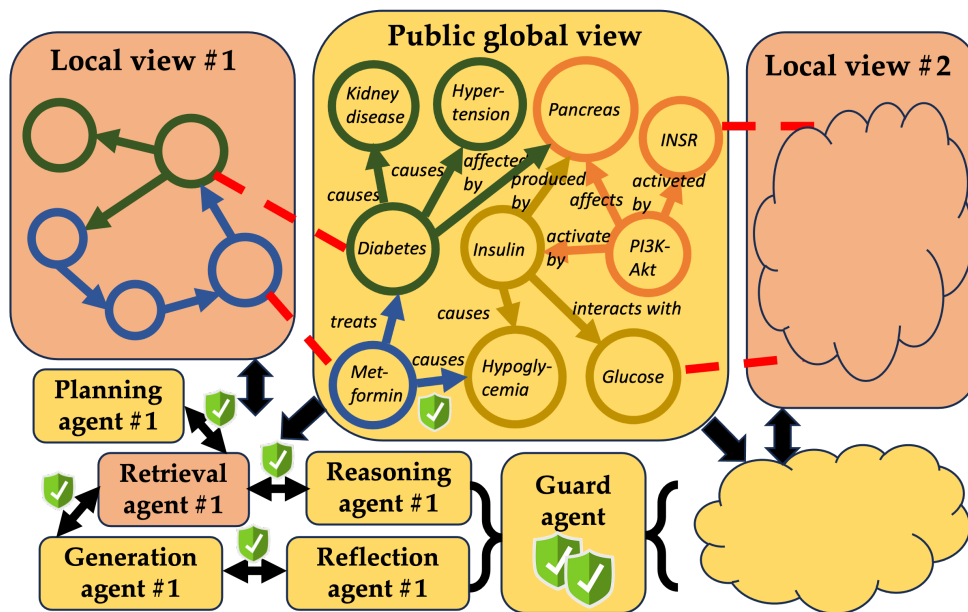 Local view #1
Public global view
Local view #2
Kidney
disease
Hyper-
tension
Pancreas
INSR
causes
causes
affected
by
produced
by
affects
activeted
by
Diabetes
Insulin
activate
by
PI3K-
Akt
treats
causes
causes
interacts with
Met-
formin
Hypogly-
cemia
Glucose
Planning
agent #1
Retrieval
agent #1
Reasoning
agent #1
Generation
agent #1
Reflection
agent #1
Guard
agent